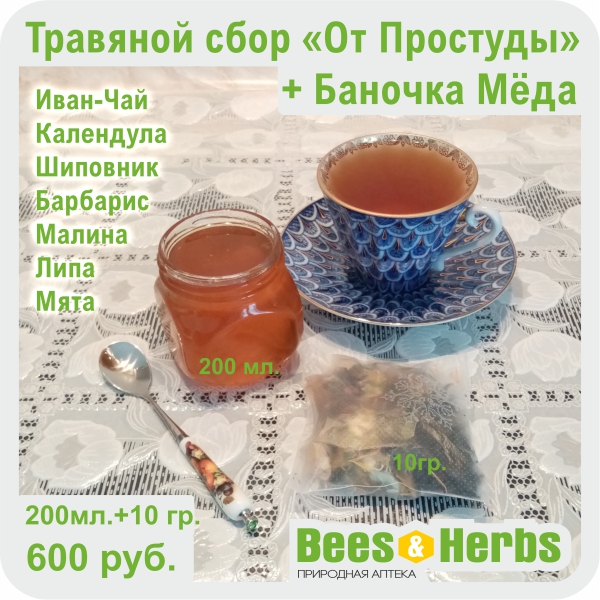 Травяной сбор «От Простуды»
+ Баночка Мёда
Иван-Чай
Календула
Шиповник
Барбарис
Малина
Липа
Мята
200 мл.
10гр.
200мл.+10 гр.
600 руб.
Bees&Herbs
ПРИРОДНАЯ АПТЕКА